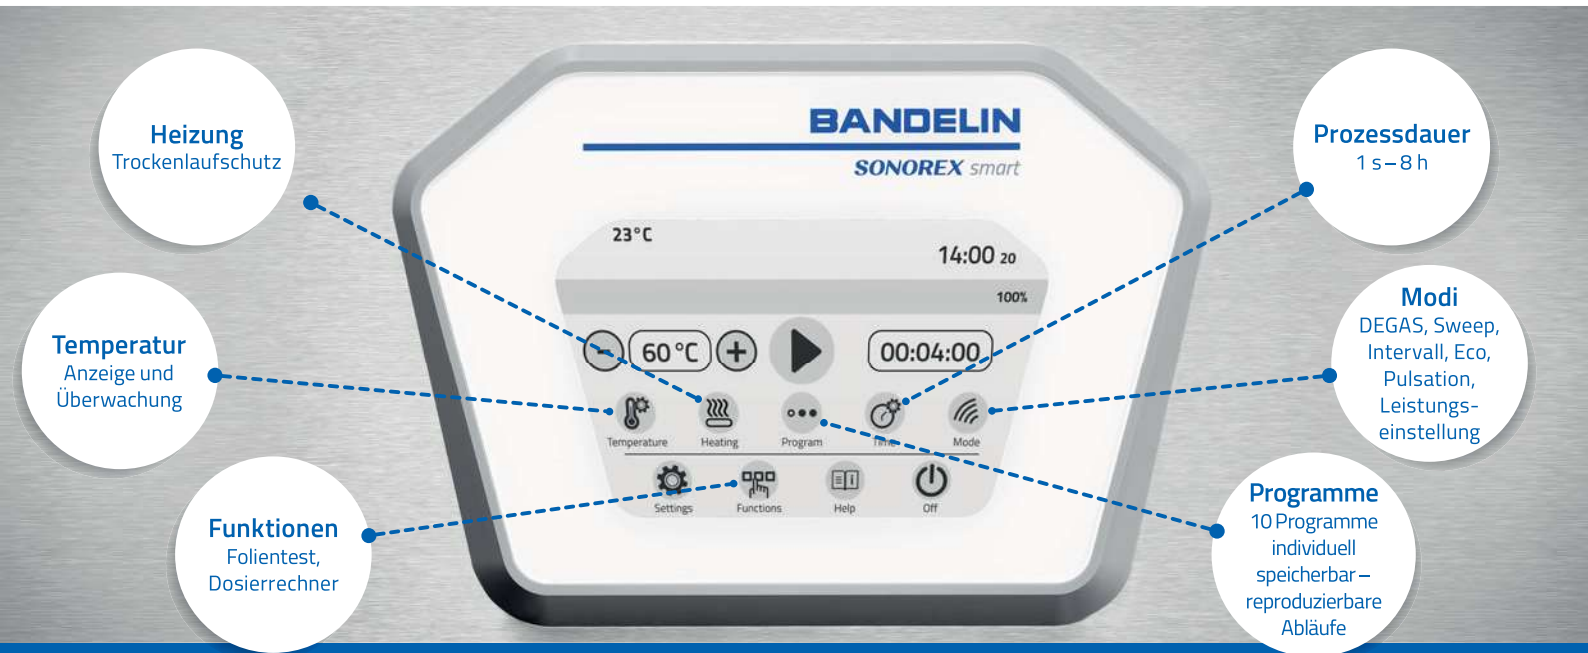 Heizung
Trockenlaufschutz
Temperatur
Anzeige und
Überwachung
Funktionen
Folientest,
Dosierrechner
BANDELIN
SONOREX smart
23°C
14:00 20
100%
- 60°C + 00:04:00
Temperature Heating Program Time Mode
Settings Functions Help Off
Prozessdauer
1 s – 8 h
Modi
DEGAS, Sweep,
Intervall, Eco,
Pulsation,
Leistungs-
einstellung
Programme
10 Programme
individuell
speicherbar –
reproduzierbare
Abläufe